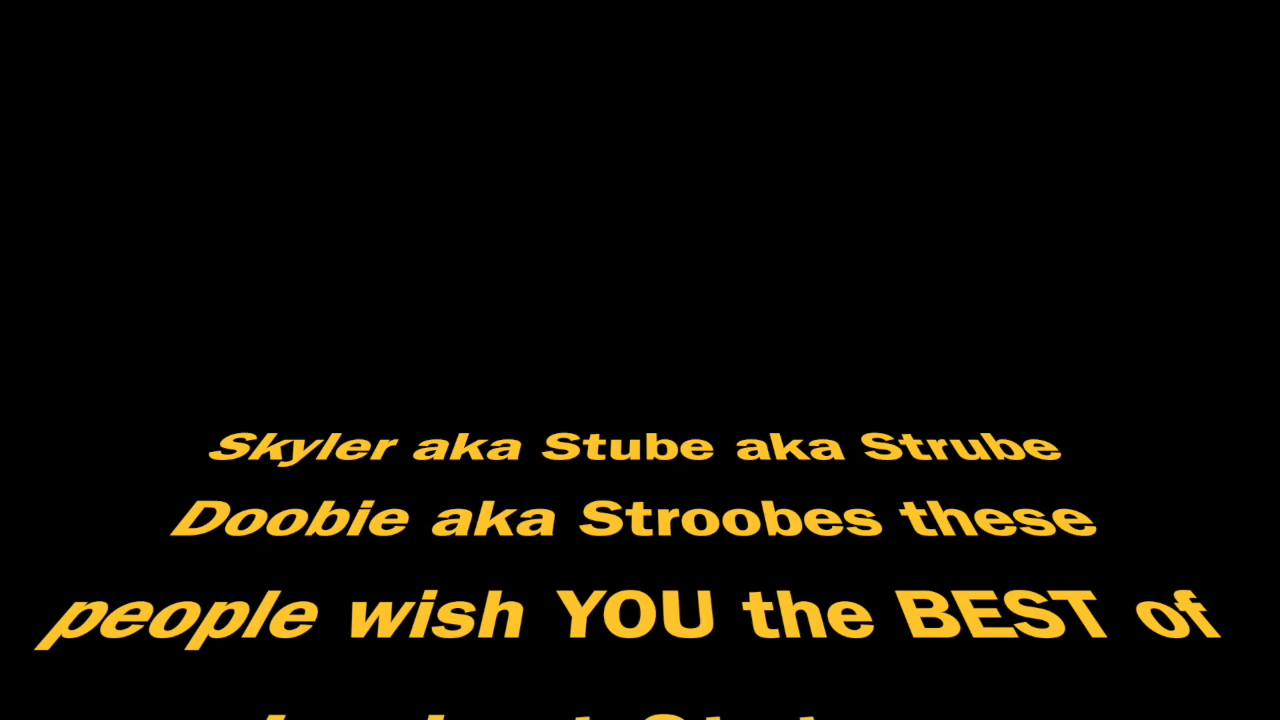 Skyler aka Stube aka Strube
Doobie aka Stroobes these
people wish YOU the BEST of